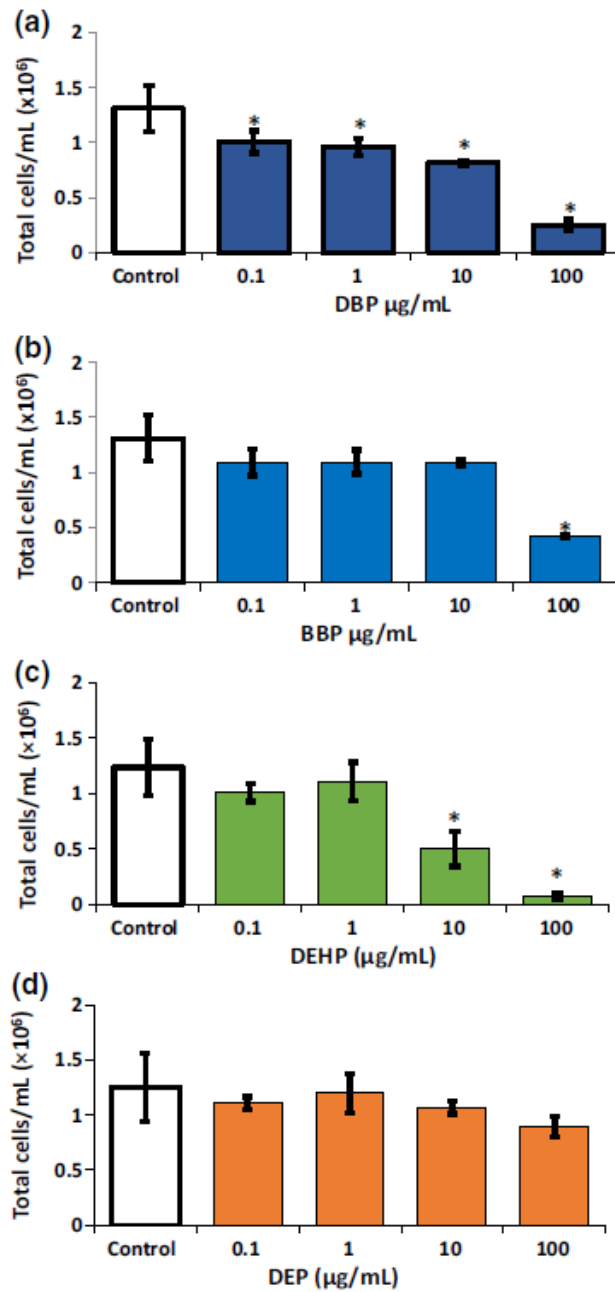 (a)
Total cells/mL (x10⁶)
2
1.5
1
0.5
0
* * * *
Control 0.1 1 10 100
DBP µg/mL
(b)
Total cells/mL (x10⁶)
2
1.5
1
0.5
0
*
Control 0.1 1 10 100
BBP µg/mL
(c)
Total cells/mL (×10⁶)
2
1.5
1
0.5
0
* *
Control 0.1 1 10 100
DEHP (µg/mL)
(d)
Total cells/mL (×10⁶)
2
1.5
1
0.5
0
Control 0.1 1 10 100
DEP (µg/mL)